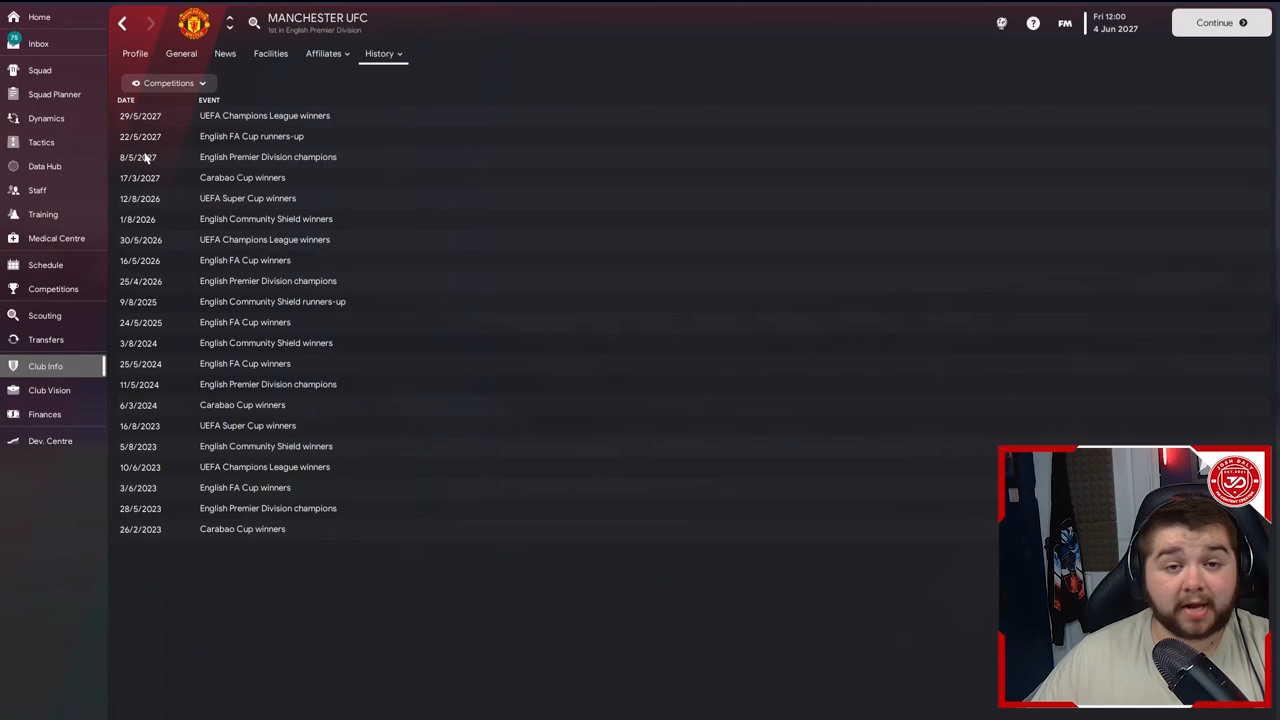 Home
Inbox
75
Squad
Squad Planner
Dynamics
Tactics
Data Hub
Staff
Training
Medical Centre
Schedule
Competitions
Scouting
Transfers
Club Info
Club Vision
Finances
Dev. Centre
MANCHESTER UFC
1st in English Premier Division
FM
Fri 12:00
4 Jun 2027
Continue
Profile General News Facilities Affiliates History
Competitions
DATE EVENT
29/5/2027 UEFA Champions League winners
22/5/2027 English FA Cup runners-up
8/5/2027 English Premier Division champions
17/3/2027 Carabao Cup winners
12/8/2026 UEFA Super Cup winners
1/8/2026 English Community Shield winners
30/5/2026 UEFA Champions League winners
16/5/2026 English FA Cup winners
25/4/2026 English Premier Division champions
9/8/2025 English Community Shield runners-up
24/5/2025 English FA Cup winners
3/8/2024 English Community Shield winners
25/5/2024 English FA Cup winners
11/5/2024 English Premier Division champions
6/3/2024 Carabao Cup winners
16/8/2023 UEFA Super Cup winners
5/8/2023 English Community Shield winners
10/6/2023 UEFA Champions League winners
3/6/2023 English FA Cup winners
28/5/2023 English Premier Division champions
26/2/2023 Carabao Cup winners
JOSH DALY
EST.2021
JD